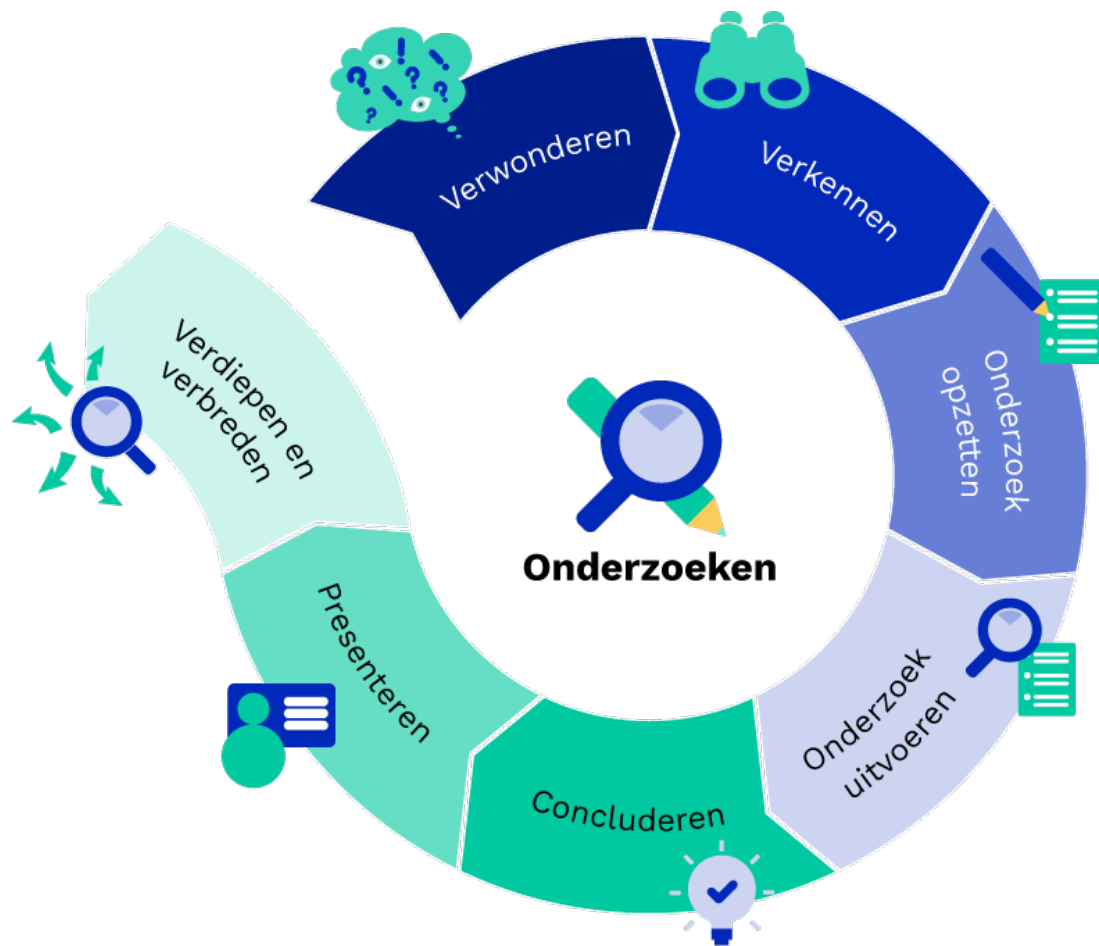 Verwonderen
Verkennen
Onderzoek
opzetten
Onderzoek
uitvoeren
Concluderen
Presenteren
Verdiepen en
verbreden
Onderzoeken